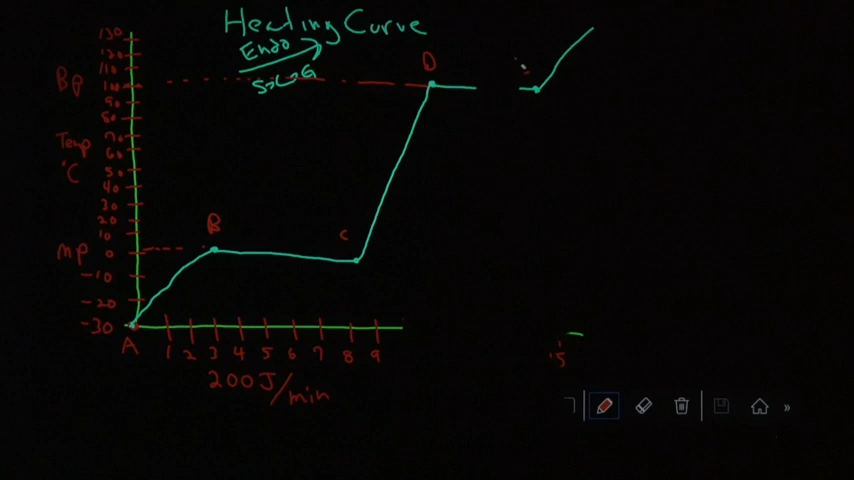 Heating Curve
Endo
S→L→G
130
120
110
Bp 100
90
80
70
Temp 60
°C 50
40
30
20
10
MP 0
-10
-20
-30
A
B
C
D
1 2 3 4 5 6 7 8 9
15
200J/min